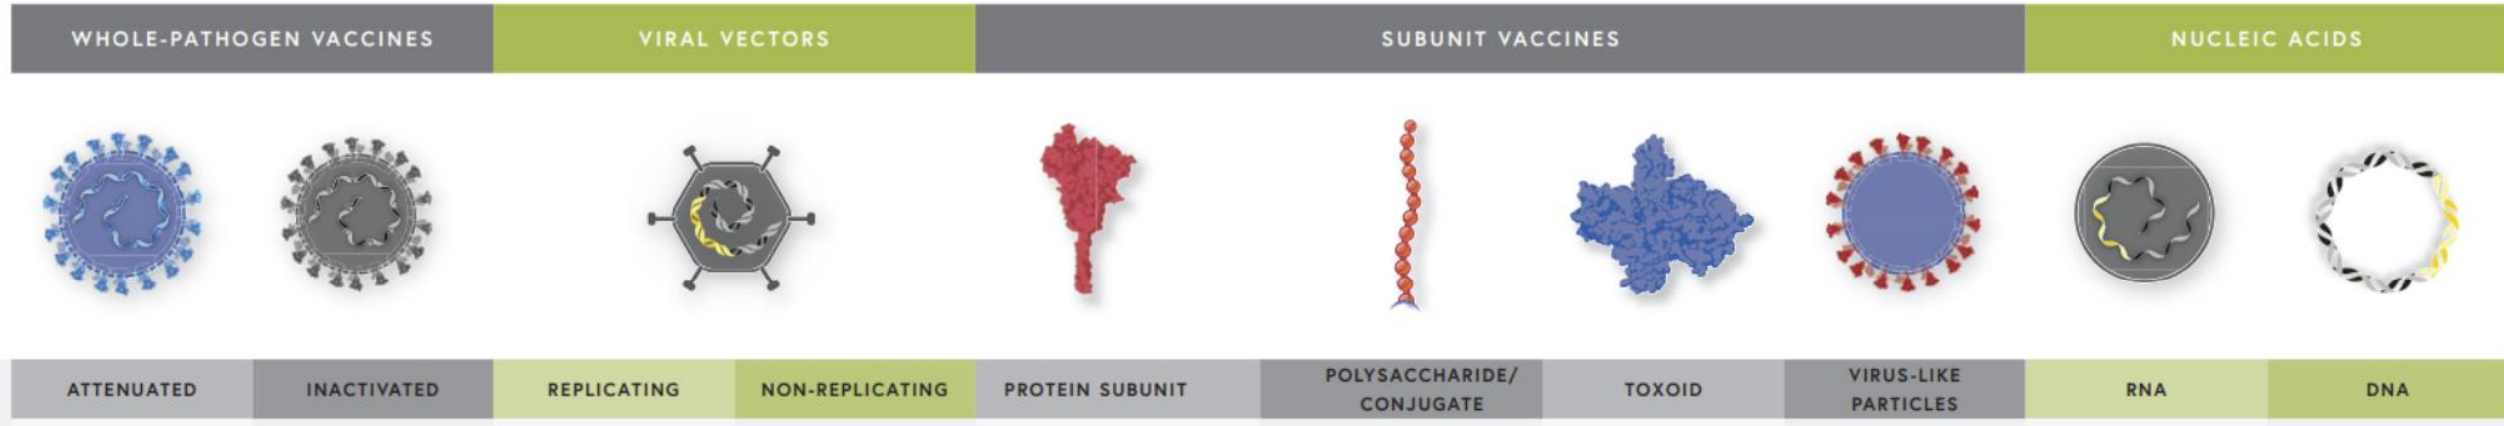 WHOLE-PATHOGEN VACCINES
VIRAL VECTORS
SUBUNIT VACCINES
NUCLEIC ACIDS
ATTENUATED
INACTIVATED
REPLICATING
NON-REPLICATING
PROTEIN SUBUNIT
POLYSACCHARIDE/
CONJUGATE
TOXOID
VIRUS-LIKE
PARTICLES
RNA
DNA